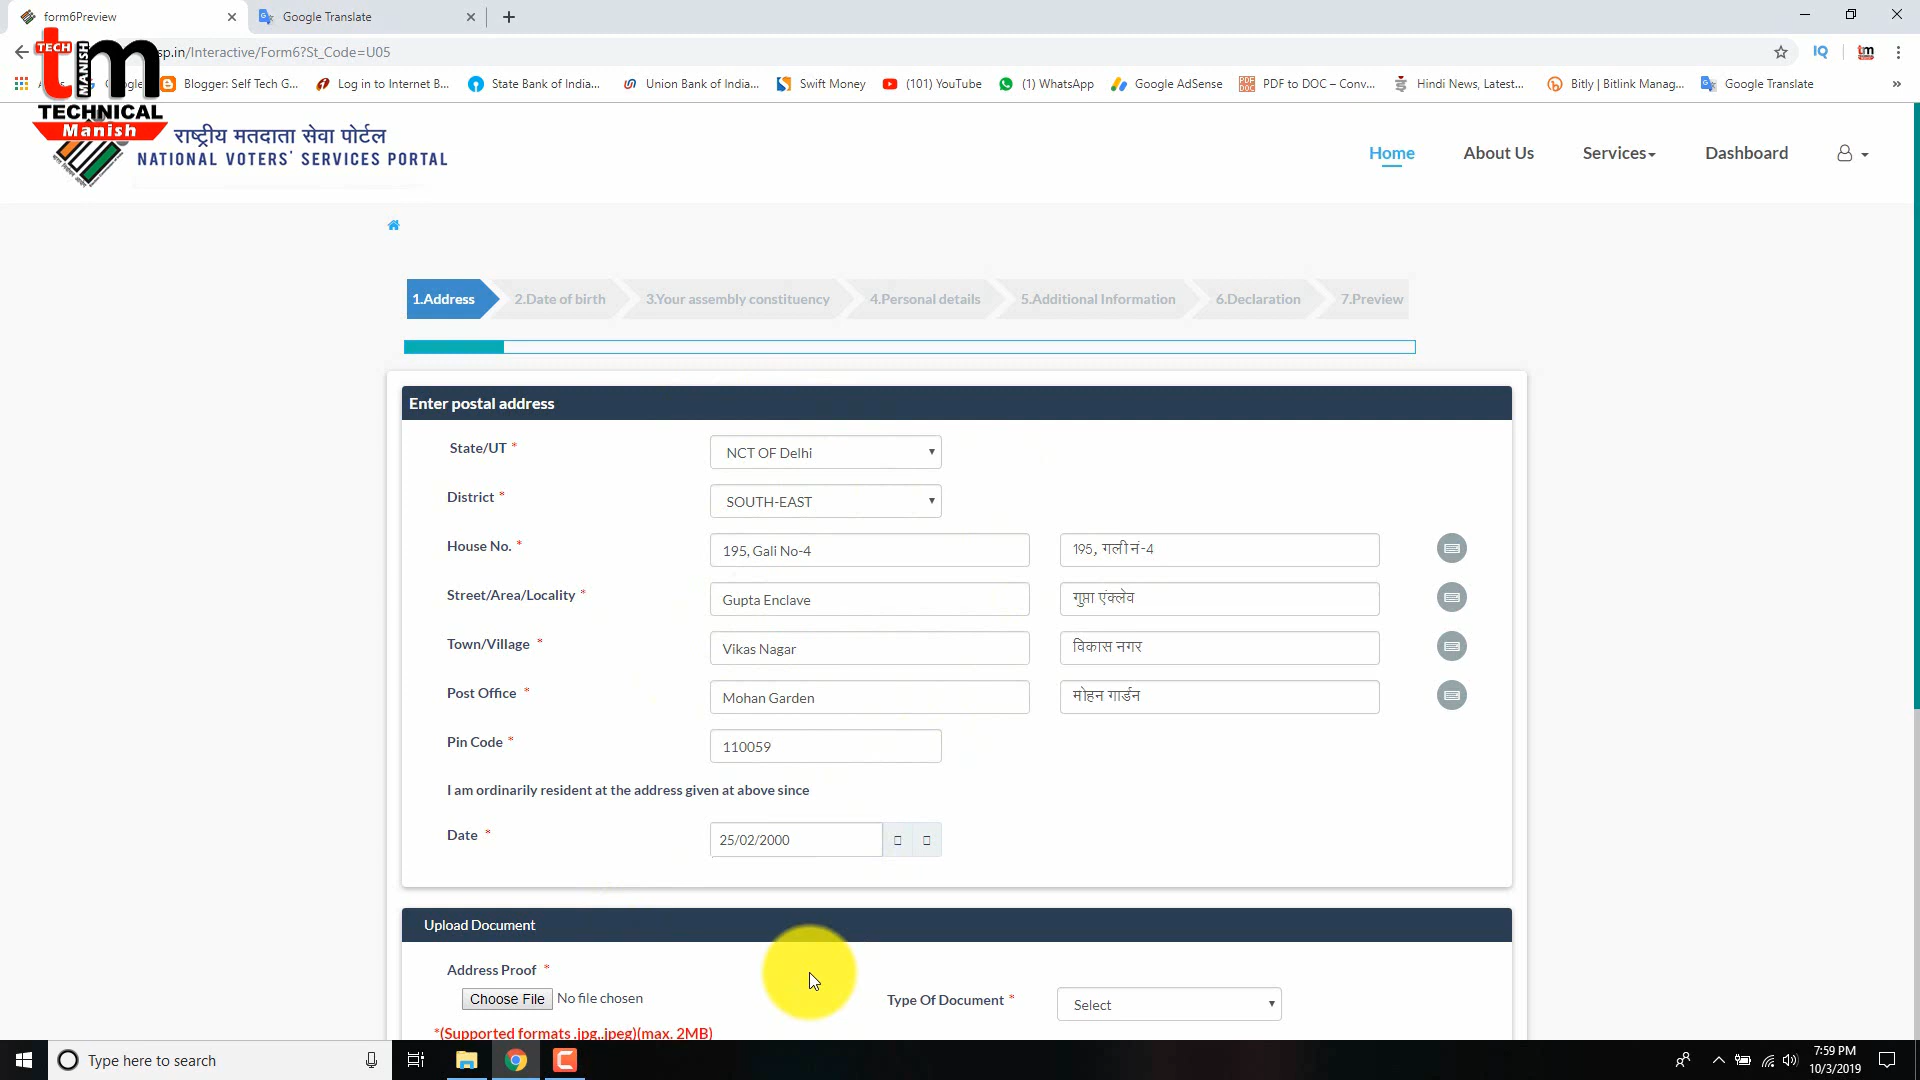 form6Preview
Google Translate
sp.in/Interactive/Form6?St_Code=U05
IQ
tm
Blogger: Self Tech G...
Log in to Internet B...
State Bank of India...
Union Bank of India...
Swift Money
(101) YouTube
(1) WhatsApp
Google AdSense
PDF to DOC – Conv...
Hindi News, Latest...
Bitly | Bitlink Manag...
Google Translate
»
TECH
MANISH
tm
TECHNICAL
Manish
राष्ट्रीय मतदाता सेवा पोर्टल
NATIONAL VOTERS' SERVICES PORTAL
Home
About Us
Services
Dashboard
1.Address
2.Date of birth
3.Your assembly constituency
4.Personal details
5.Additional Information
6.Declaration
7.Preview
Enter postal address
State/UT *
NCT OF Delhi
District *
SOUTH-EAST
House No. *
195, Gali No-4
195, गली नं-4
Street/Area/Locality *
Gupta Enclave
गुप्ता एंक्लेव
Town/Village *
Vikas Nagar
विकास नगर
Post Office *
Mohan Garden
मोहन गार्डन
Pin Code *
110059
I am ordinarily resident at the address given at above since
Date *
25/02/2000
Upload Document
Address Proof *
Choose File No file chosen
Type Of Document *
Select
*(Supported formats .jpg,.jpeg)(max. 2MB)
Type here to search
7:59 PM
10/3/2019